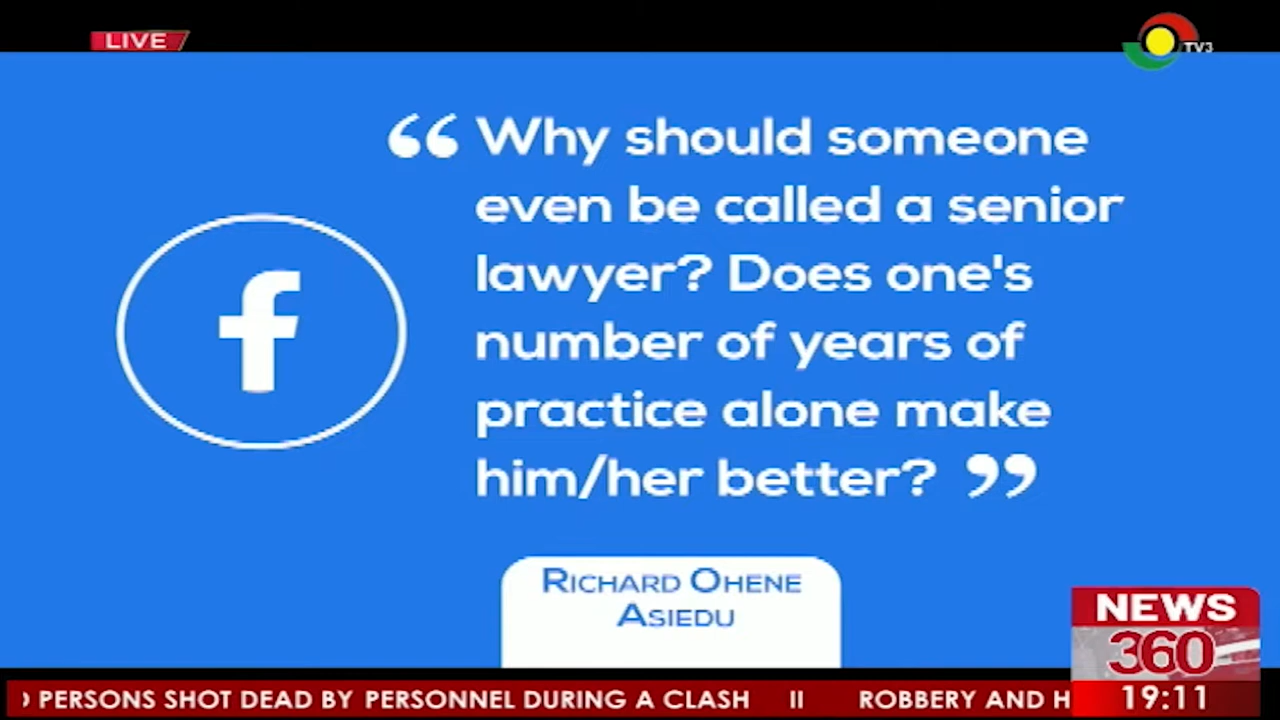 LIVE
TV3
“ Why should someone
even be called a senior
lawyer? Does one's
number of years of
practice alone make
him/her better? ”
RICHARD OHENE
ASIEDU
NEWS
360
19:11
PERSONS SHOT DEAD BY PERSONNEL DURING A CLASH II ROBBERY AND H